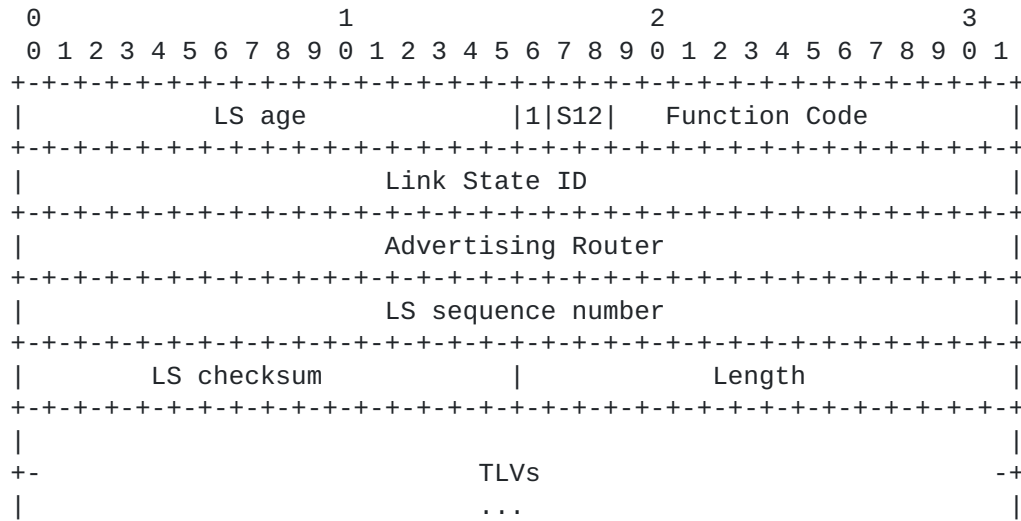 0                   1                   2                   3
 0 1 2 3 4 5 6 7 8 9 0 1 2 3 4 5 6 7 8 9 0 1 2 3 4 5 6 7 8 9 0 1
+-+-+-+-+-+-+-+-+-+-+-+-+-+-+-+-+-+-+-+-+-+-+-+-+-+-+-+-+-+-+-+-+
|            LS age             |1|S12|   Function Code         |
+-+-+-+-+-+-+-+-+-+-+-+-+-+-+-+-+-+-+-+-+-+-+-+-+-+-+-+-+-+-+-+-+
|                       Link State ID                           |
+-+-+-+-+-+-+-+-+-+-+-+-+-+-+-+-+-+-+-+-+-+-+-+-+-+-+-+-+-+-+-+-+
|                       Advertising Router                      |
+-+-+-+-+-+-+-+-+-+-+-+-+-+-+-+-+-+-+-+-+-+-+-+-+-+-+-+-+-+-+-+-+
|                       LS sequence number                      |
+-+-+-+-+-+-+-+-+-+-+-+-+-+-+-+-+-+-+-+-+-+-+-+-+-+-+-+-+-+-+-+-+
|        LS checksum            |            Length             |
+-+-+-+-+-+-+-+-+-+-+-+-+-+-+-+-+-+-+-+-+-+-+-+-+-+-+-+-+-+-+-+-+
|                                                               |
+-                            TLVs                             -+
|                             ...                               |